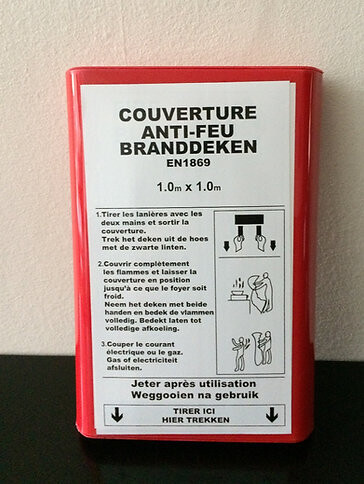 COUVERTURE
ANTI-FEU
BRANDDEKEN
EN1869
1.0m x 1.0m
1.Tirer les lanières avec les
deux mains et sortir la
couverture.
Trek het deken uit de hoes
met de zwarte linten.
2.Couvrir complètement
les flammes et laisser la
couverture en position
jusqu'à ce que le foyer soit
froid.
Neem het deken met beide
handen en bedek de vlammen
volledig. Bedekt laten tot
volledige afkoeling.
3.Couper le courant
électrique ou le gaz.
Gas of electriciteit
afsluiten.
Jeter après utilisation
Weggooien na gebruik
TIRER ICI
HIER TREKKEN